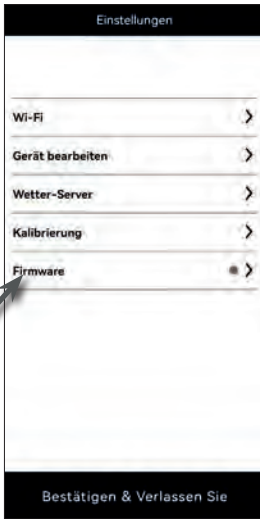 Einstellungen
Wi-Fi
Gerät bearbeiten
Wetter-Server
Kalibrierung
Firmware
Bestätigen & Verlassen Sie